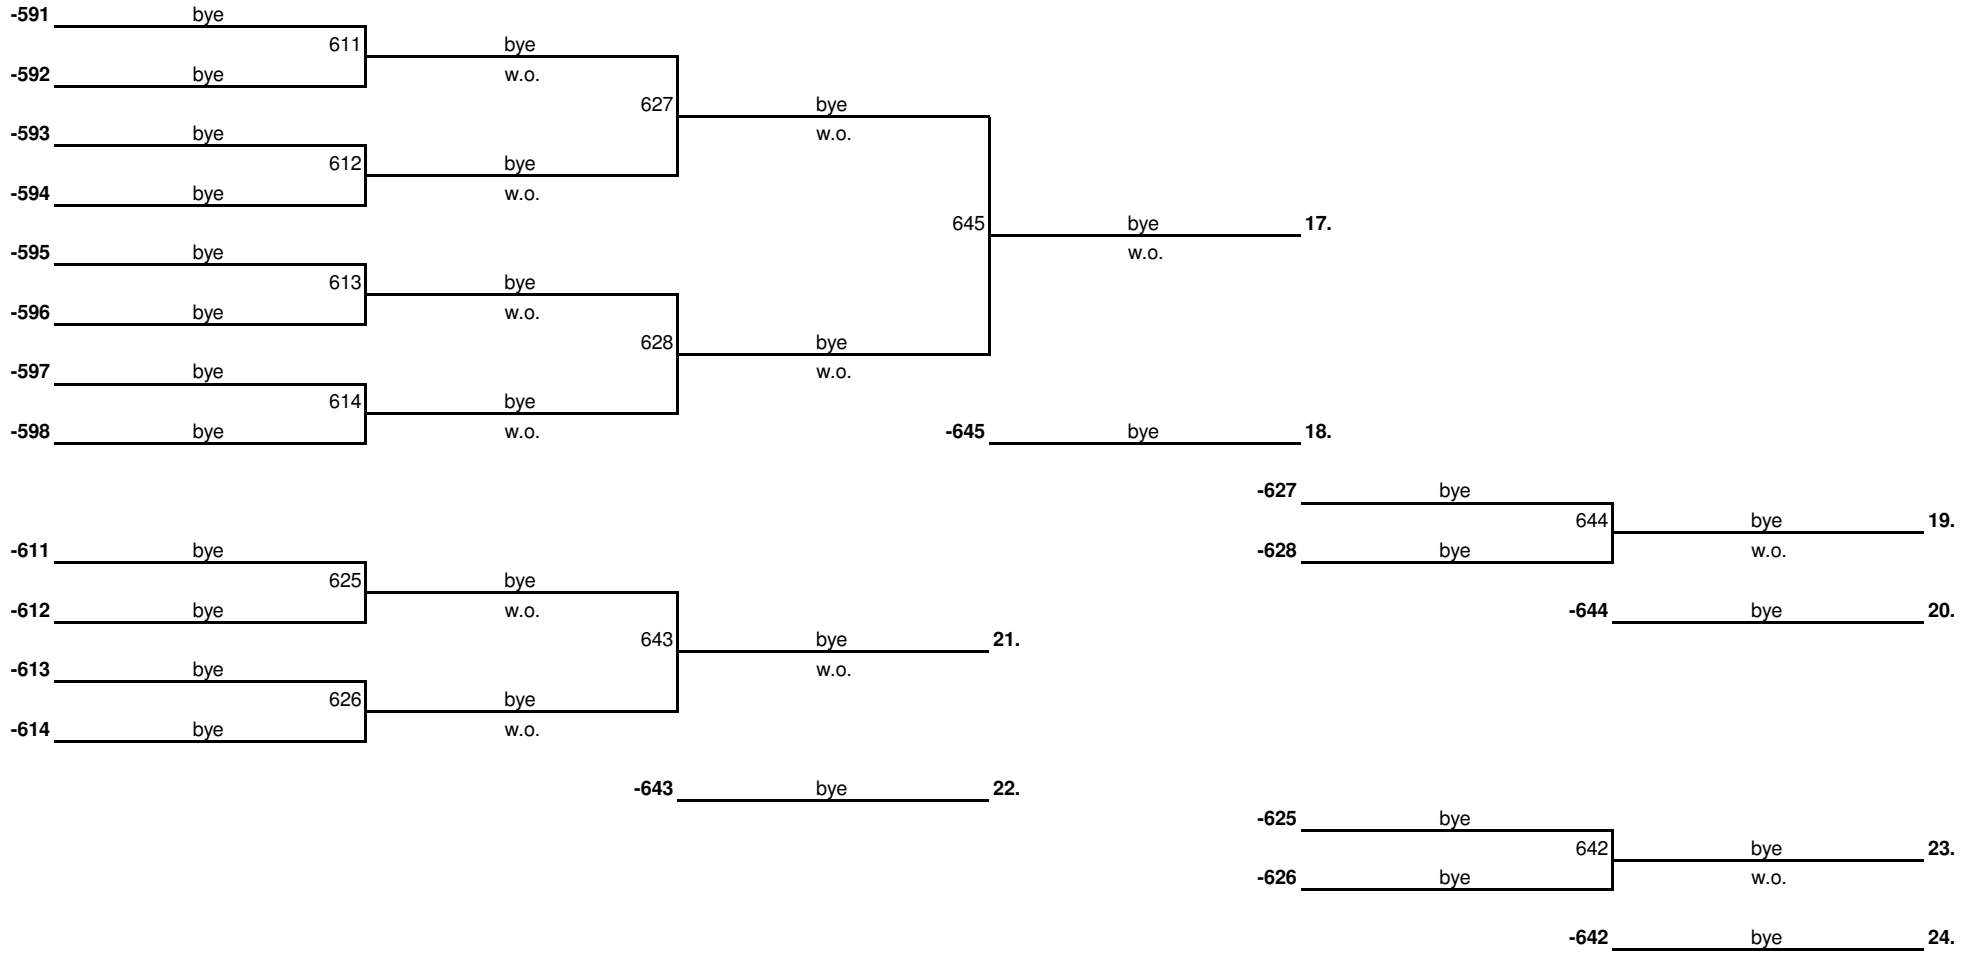 -591 bye
611 bye
-592 bye w.o.
627 bye
-593 bye w.o.
612 bye
-594 bye w.o.
645 bye 17.
-595 bye w.o.
613 bye
-596 bye w.o.
628 bye
-597 bye w.o.
614 bye
-598 bye w.o.
-645 bye 18.
-627 bye
644 bye 19.
-628 bye w.o.
-644 bye 20.
-611 bye
625 bye
-612 bye w.o.
643 bye 21.
-613 bye w.o.
626 bye
-614 bye w.o.
-643 bye 22.
-625 bye
642 bye 23.
-626 bye w.o.
-642 bye 24.